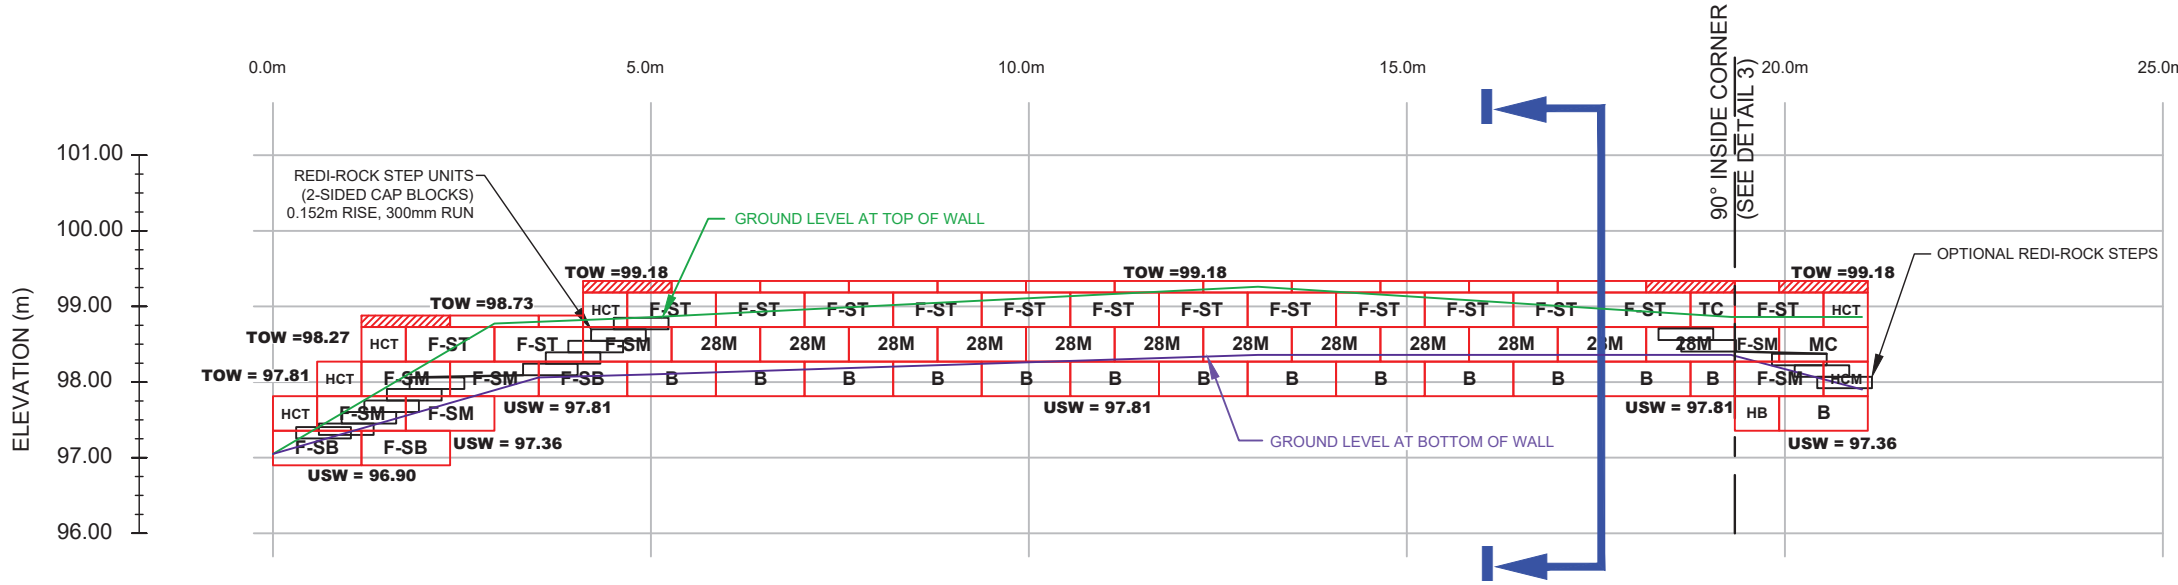 0.0m 5.0m 10.0m 15.0m 20.0m 25.0m
90° INSIDE CORNER
(SEE DETAIL 3)
ELEVATION (m)
101.00
100.00
99.00
98.00
97.00
96.00
REDI-ROCK STEP UNITS
(2-SIDED CAP BLOCKS)
0.152m RISE, 300mm RUN
GROUND LEVEL AT TOP OF WALL
OPTIONAL REDI-ROCK STEPS
TOW =99.18 TOW =99.18 TOW =99.18
TOW =98.73
HCT F-ST F-ST F-ST F-ST F-ST F-ST F-ST F-ST F-ST F-ST F-ST F-ST TC F-ST HCT
TOW =98.27
HCT F-ST F-ST F-SM 28M 28M 28M 28M 28M 28M 28M 28M 28M 28M 28M 28M F-SM MC
TOW = 97.81
HCT F-SM F-SM F-SB B B B B B B B B B B B B B F-SM HCM
USW = 97.81 USW = 97.81 USW = 97.81
HCT F-SM F-SM HB B
USW = 97.36 USW = 97.36
GROUND LEVEL AT BOTTOM OF WALL
F-SB F-SB
USW = 96.90